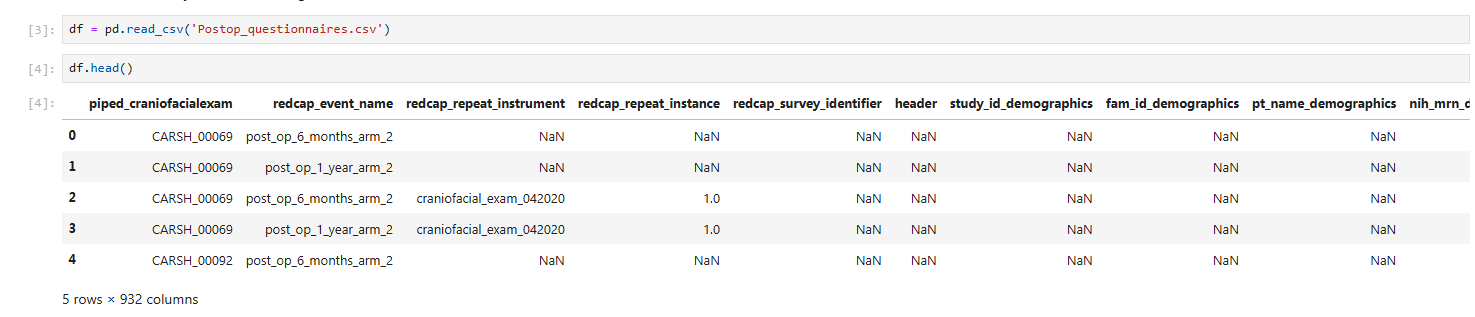 [3]: df = pd.read_csv('Postop_questionnaires.csv')
[4]: df.head()
[4]: piped_craniofacialexam redcap_event_name redcap_repeat_instrument redcap_repeat_instance redcap_survey_identifier header study_id_demographics fam_id_demographics pt_name_demographics nih_mrn_d
0 CARSH_00069 post_op_6_months_arm_2 NaN NaN NaN NaN NaN NaN NaN
1 CARSH_00069 post_op_1_year_arm_2 NaN NaN NaN NaN NaN NaN NaN
2 CARSH_00069 post_op_6_months_arm_2 craniofacial_exam_042020 1.0 NaN NaN NaN NaN NaN
3 CARSH_00069 post_op_1_year_arm_2 craniofacial_exam_042020 1.0 NaN NaN NaN NaN NaN
4 CARSH_00092 post_op_6_months_arm_2 NaN NaN NaN NaN NaN NaN NaN
5 rows × 932 columns